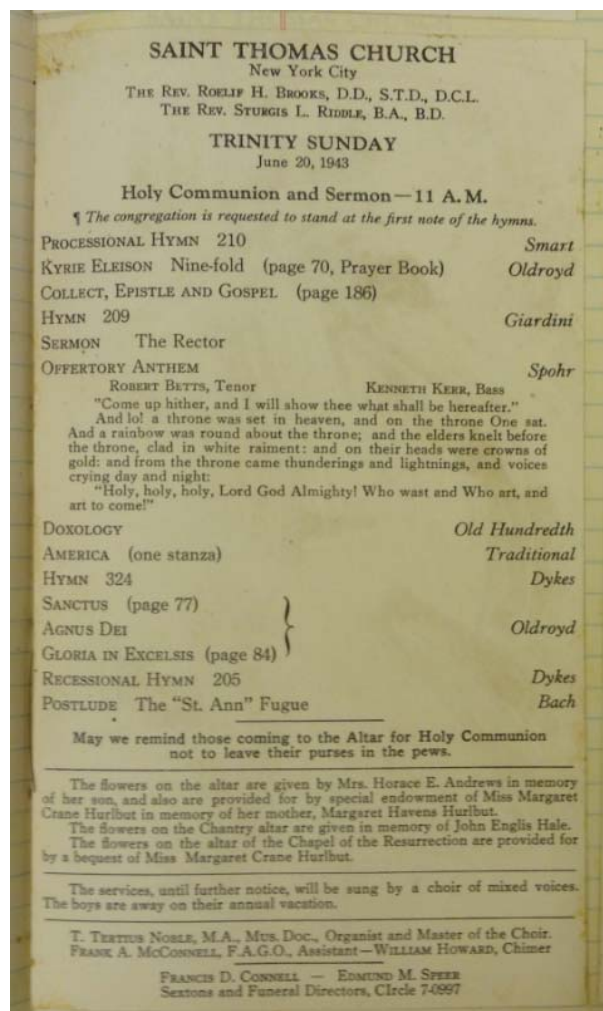 SAINT THOMAS CHURCH
New York City
THE REV. ROELIF H. BROOKS, D.D., S.T.D., D.C.L.
THE REV. STURGIS L. RIDDLE, B.A., B.D.
TRINITY SUNDAY
June 20, 1943
Holy Communion and Sermon—11 A.M.
¶ The congregation is requested to stand at the first note of the hymns.
PROCESSIONAL HYMN 210 Smart
KYRIE ELEISON Nine-fold (page 70, Prayer Book) Oldroyd
COLLECT, EPISTLE AND GOSPEL (page 186)
HYMN 209 Giardini
SERMON The Rector
OFFERTORY ANTHEM Spohr
ROBERT BETTS, Tenor KENNETH KERR, Bass
"Come up hither, and I will show thee what shall be hereafter."
And lo! a throne was set in heaven, and on the throne One sat.
And a rainbow was round about the throne; and the elders knelt before
the throne, clad in white raiment: and on their heads were crowns of
gold: and from the throne came thunderings and lightnings, and voices
crying day and night:
"Holy, holy, holy, Lord God Almighty! Who wast and Who art, and
art to come!"
DOXOLOGY Old Hundredth
AMERICA (one stanza) Traditional
HYMN 324 Dykes
SANCTUS (page 77)
AGNUS DEI Oldroyd
GLORIA IN EXCELSIS (page 84)
RECESSIONAL HYMN 205 Dykes
POSTLUDE The "St. Ann" Fugue Bach
May we remind those coming to the Altar for Holy Communion
not to leave their purses in the pews.
The flowers on the altar are given by Mrs. Horace E. Andrews in memory
of her son, and also are provided for by special endowment of Miss Margaret
Crane Hurlbut in memory of her mother, Margaret Havens Hurlbut.
The flowers on the Chantry altar are given in memory of John Englis Hale.
The flowers on the altar of the Chapel of the Resurrection are provided for
by a bequest of Miss Margaret Crane Hurlbut.
The services, until further notice, will be sung by a choir of mixed voices.
The boys are away on their annual vacation.
T. TERTIUS NOBLE, M.A., MUS. DOC., Organist and Master of the Choir.
FRANK A. MCCONNELL, F.A.G.O., Assistant—WILLIAM HOWARD, Chimer
FRANCIS D. CONNELL — EDMUND M. SPEER
Sextons and Funeral Directors, CIrcle 7-0997